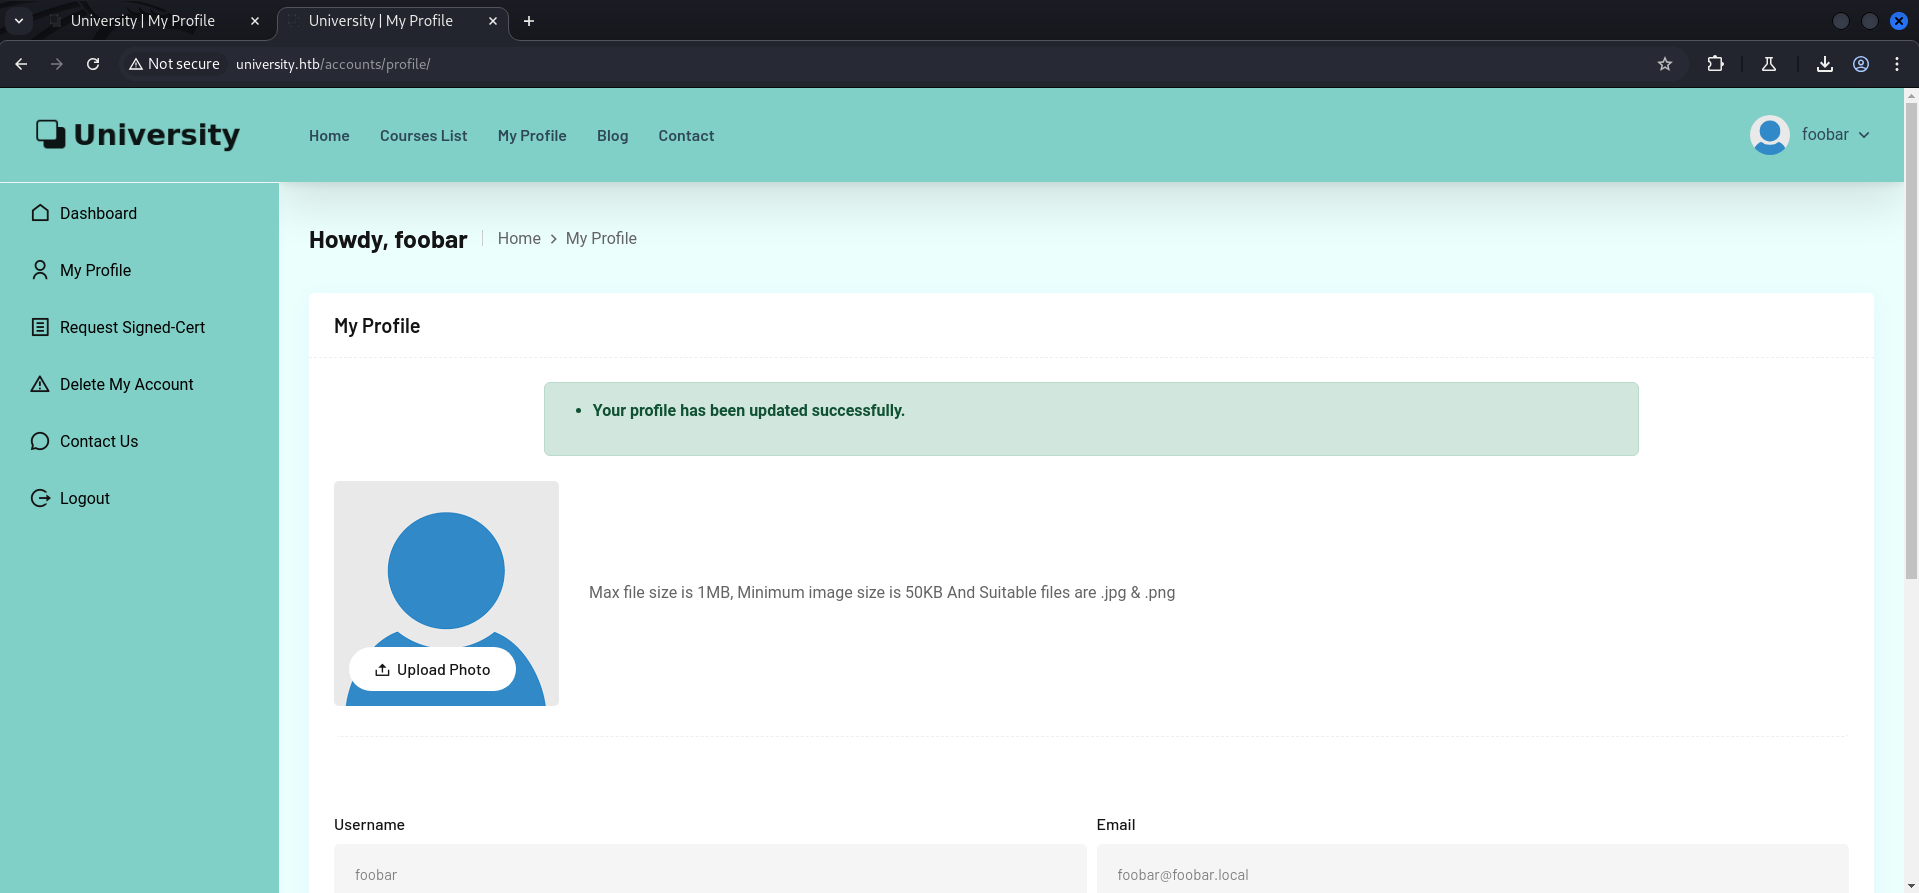 University | My Profile
University | My Profile
Not secure university.htb/accounts/profile/
University
Home Courses List My Profile Blog Contact
foobar
Dashboard
My Profile
Request Signed-Cert
Delete My Account
Contact Us
Logout
Howdy, foobar
Home > My Profile
My Profile
• Your profile has been updated successfully.
Upload Photo
Max file size is 1MB, Minimum image size is 50KB And Suitable files are .jpg & .png
Username
foobar
Email
foobar@foobar.local